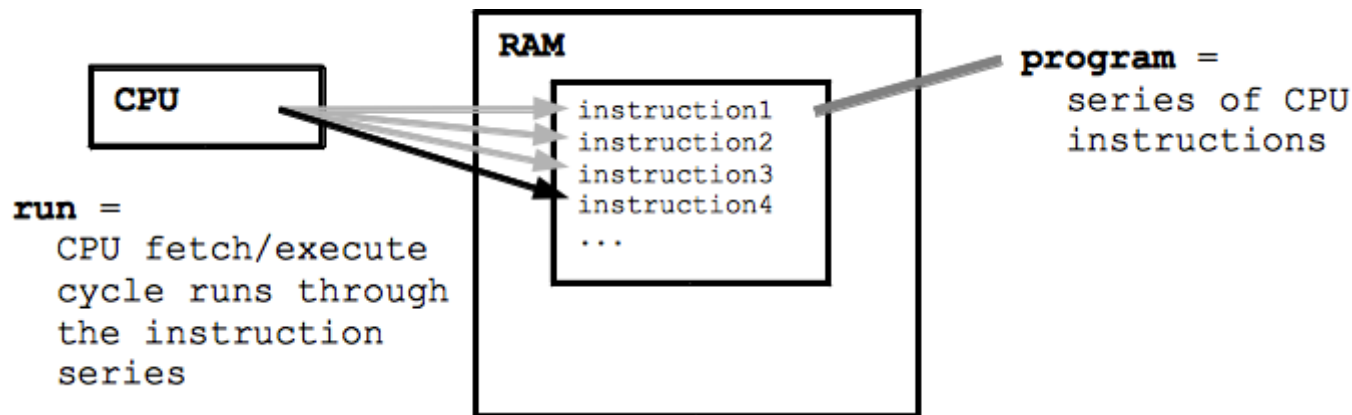 CPU
run =
CPU fetch/execute
cycle runs through
the instruction
series
RAM
instruction1
instruction2
instruction3
instruction4
...
program =
series of CPU
instructions